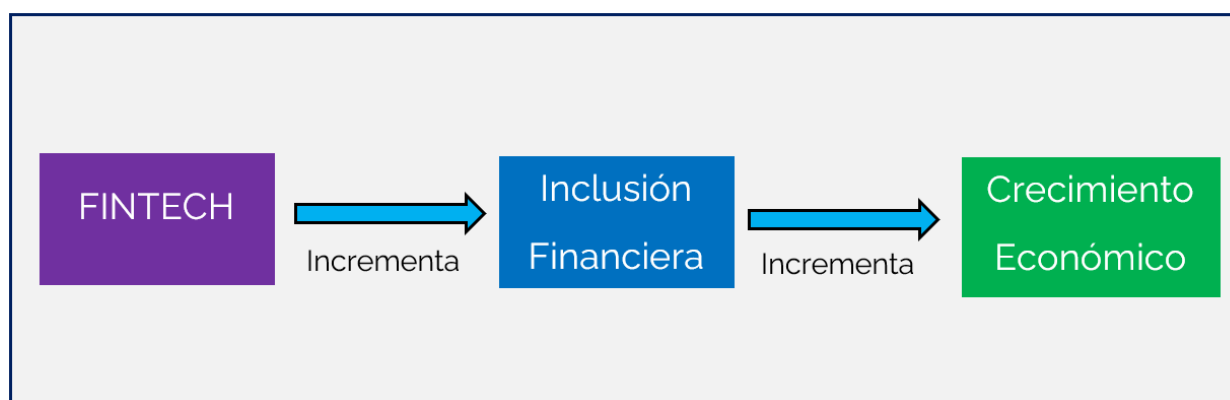 FINTECH
Incrementa
Inclusión
Financiera
Incrementa
Crecimiento
Económico